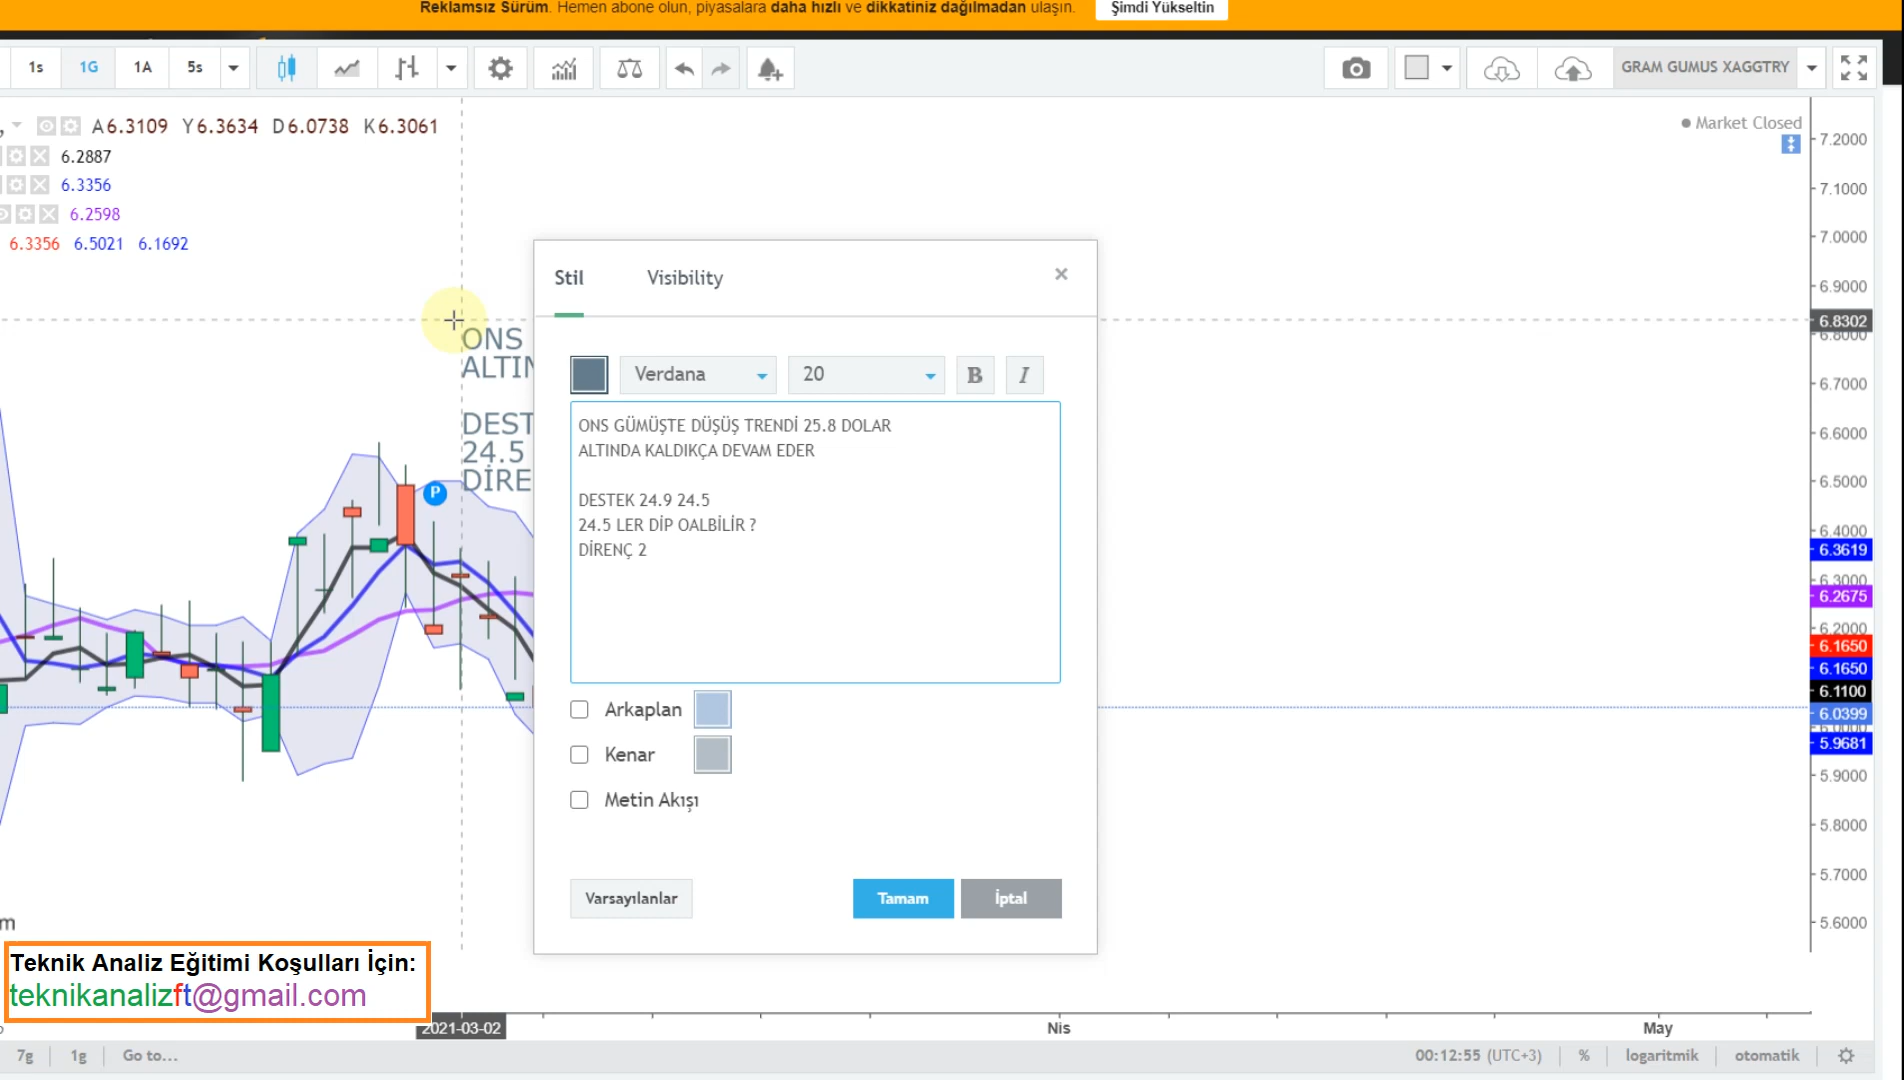 Reklamsız Sürüm. Hemen abone olun, piyasalara daha hızlı ve dikkatiniz dağılmadan ulaşın. Şimdi Yükseltin
1s 1G 1A 5s GRAM GUMUS XAGGTRY
A6.3109 Y6.3634 D6.0738 K6.3061
Market Closed
6.2887
6.3356
6.2598
6.3356 6.5021 6.1692
7.2000
7.1000
7.0000
6.9000
6.8302
6.8000
6.7000
6.6000
6.5000
6.4000
6.3619
6.3000
6.2675
6.2000
6.1650
6.1650
6.1100
6.0399
6.0000
5.9681
5.9000
5.8000
5.7000
5.6000
ONS
ALTIN
DEST
24.5
DİRE
P
Stil Visibility
Verdana 20 B I
ONS GÜMÜŞTE DÜŞÜŞ TRENDİ 25.8 DOLAR
ALTINDA KALDIKÇA DEVAM EDER
DESTEK 24.9 24.5
24.5 LER DİP OALBİLİR ?
DİRENÇ 2
Arkaplan
Kenar
Metin Akışı
Varsayılanlar Tamam İptal
m
Teknik Analiz Eğitimi Koşulları İçin:
teknikanalizft@gmail.com
2021-03-02 Nis May
7g 1g Go to... 00:12:55 (UTC+3) % logaritmik otomatik